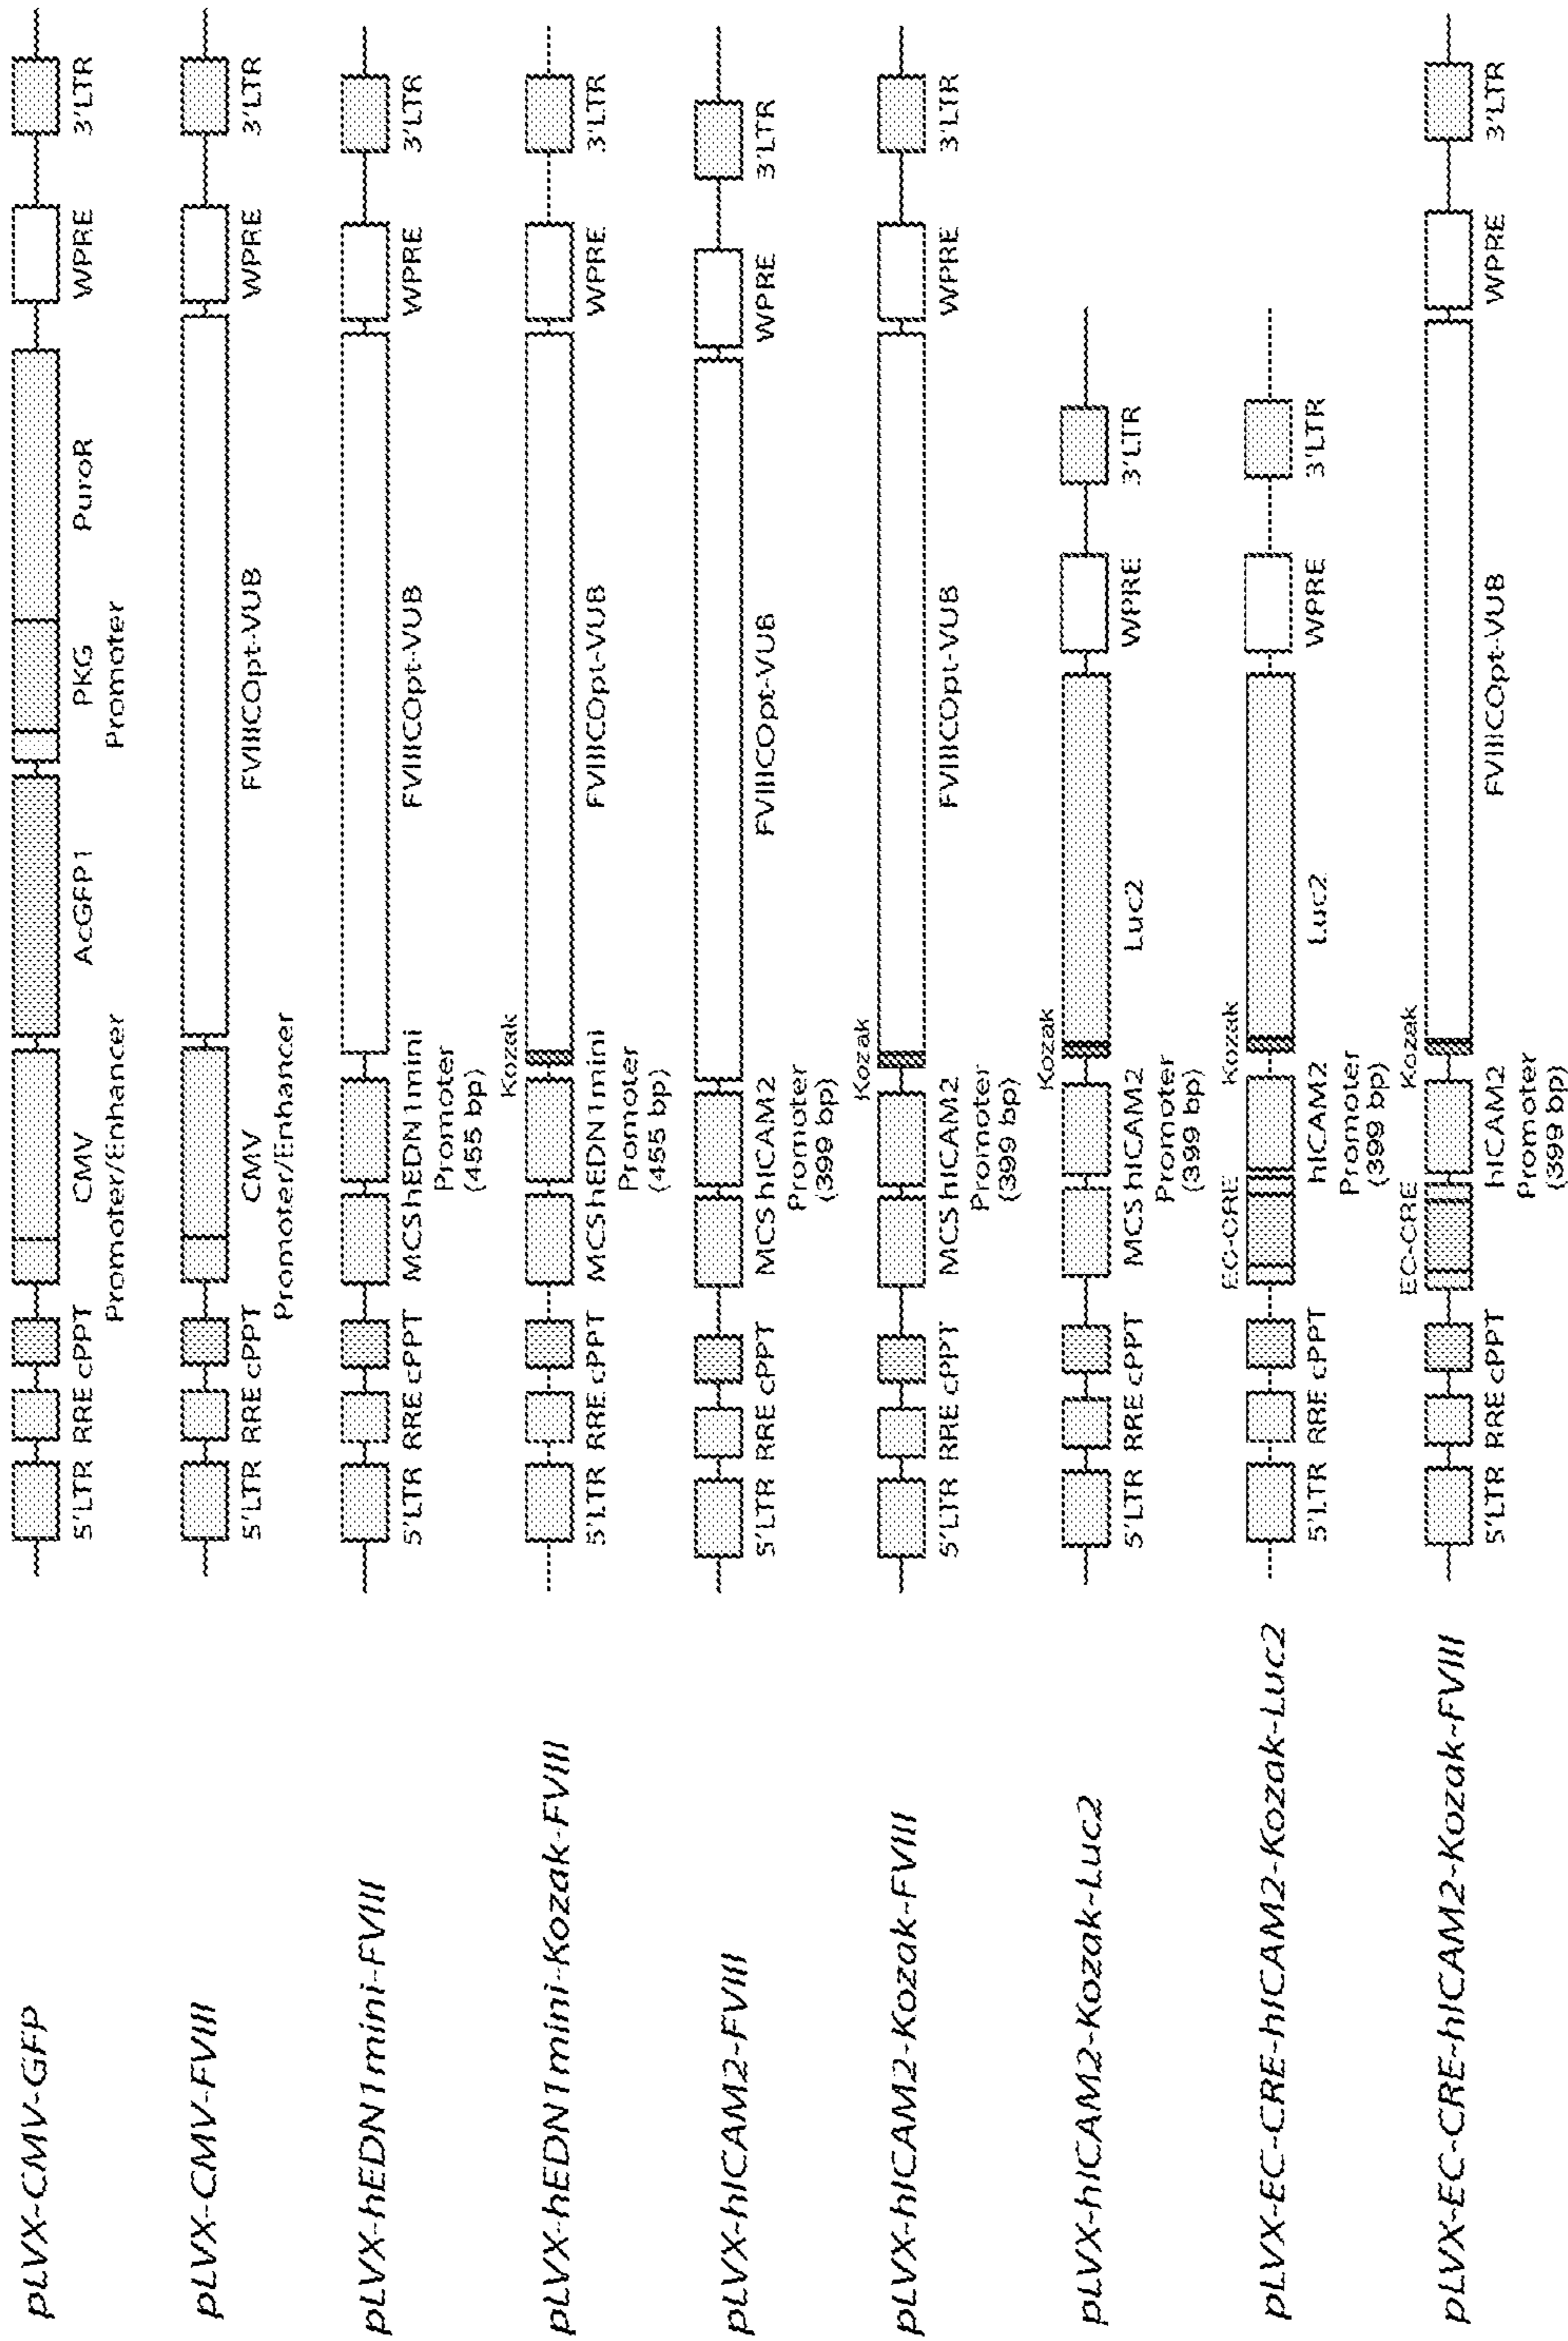 pLVX-CMV-GFP
5'LTR RRE cPPT CMV AcGFP1 PKG PuroR WPRE 3'LTR
Promoter/Enhancer Promoter
pLVX-CMV-FVIII
5'LTR RRE cPPT CMV FVIIICOpt-VUB WPRE 3'LTR
Promoter/Enhancer
pLVX-hEDN1mini-FVIII
5'LTR RRE cPPT MCS hEDN1mini FVIIICOpt-VUB WPRE 3'LTR
Promoter
(455 bp)
Kozak
pLVX-hEDN1mini-Kozak-FVIII
5'LTR RRE cPPT MCS hEDN1mini FVIIICOpt-VUB WPRE 3'LTR
Promoter
(455 bp)
pLVX-hICAM2-FVIII
5'LTR RRE cPPT MCS hICAM2 FVIIICOpt-VUB WPRE 3'LTR
Promoter
(399 bp)
Kozak
pLVX-hICAM2-Kozak-FVIII
5'LTR RRE cPPT MCS hICAM2 FVIIICOpt-VUB WPRE 3'LTR
Promoter
(399 bp)
Kozak
pLVX-hICAM2-Kozak-Luc2
5'LTR RRE cPPT MCS hICAM2 Luc2 WPRE 3'LTR
Promoter
(399 bp)
EC-CRE Kozak
pLVX-EC-CRE-hICAM2-Kozak-Luc2
5'LTR RRE cPPT hICAM2 Luc2 WPRE 3'LTR
Promoter
(399 bp)
EC-CRE Kozak
pLVX-EC-CRE-hICAM2-Kozak-FVIII
5'LTR RRE cPPT hICAM2 FVIIICOpt-VUB WPRE 3'LTR
Promoter
(399 bp)